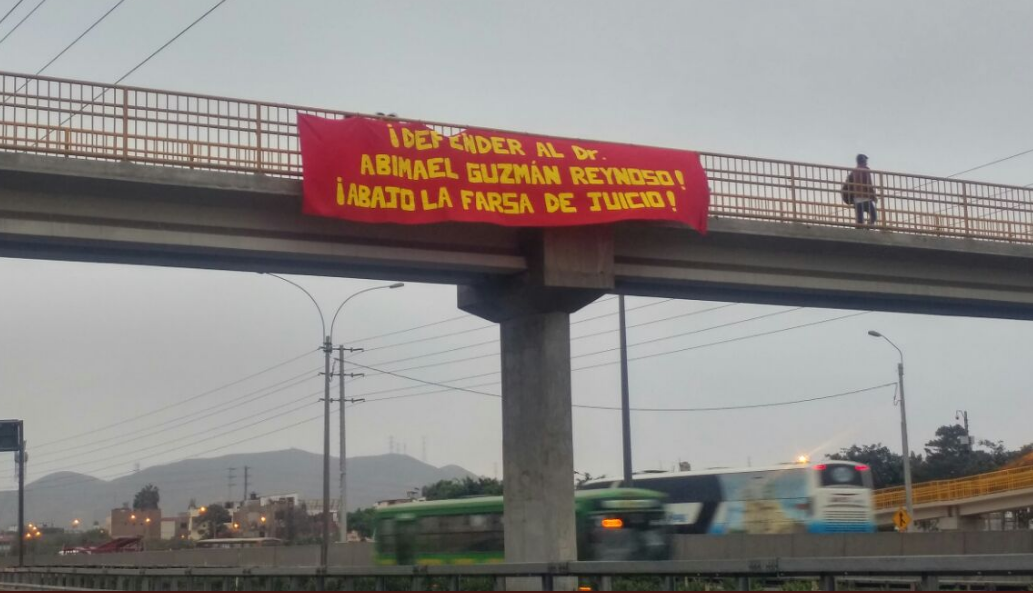 ¡DEFENDER AL Dr.
ABIMAEL GUZMÁN REYNOSO!
¡ABAJO LA FARSA DE JUICIO!